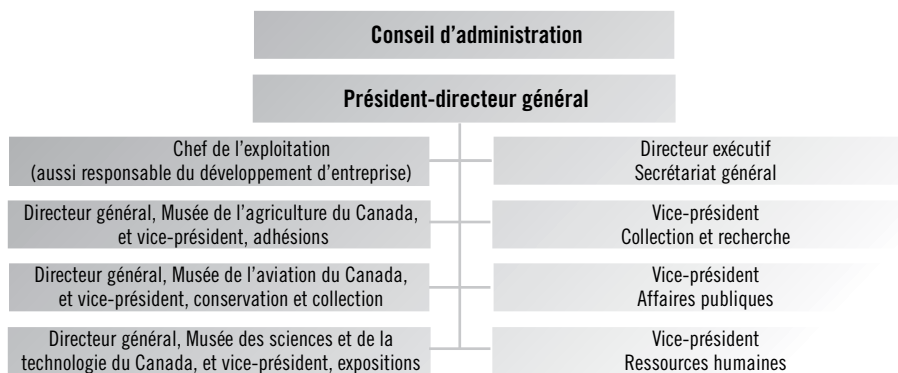 Conseil d'administration
Président-directeur général
Chef de l'exploitation
(aussi responsable du développement d'entreprise)
Directeur exécutif
Secrétariat général
Directeur général, Musée de l'agriculture du Canada,
et vice-président, adhésions
Vice-président
Collection et recherche
Directeur général, Musée de l'aviation du Canada,
et vice-président, conservation et collection
Vice-président
Affaires publiques
Directeur général, Musée des sciences et de la
technologie du Canada, et vice-président, expositions
Vice-président
Ressources humaines